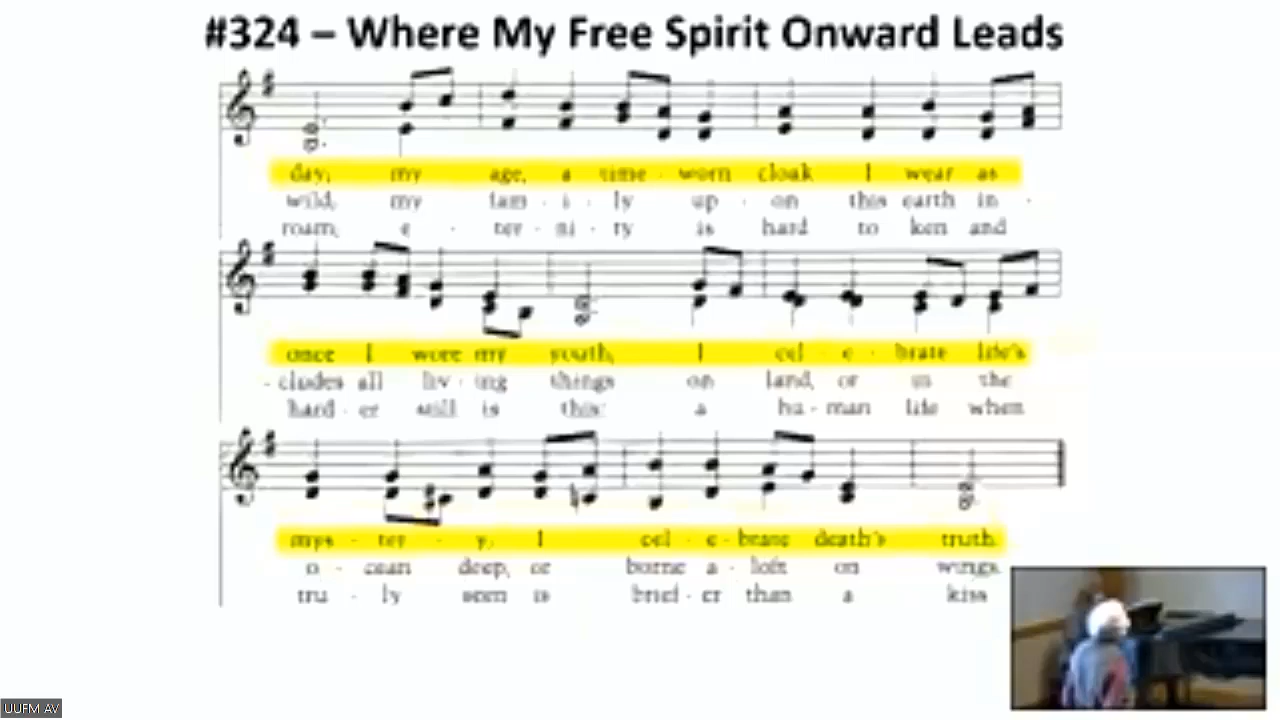 #324 – Where My Free Spirit Onward Leads
day, my age, a time - worn cloak I wear as
wild, my fam - i - ly up - on this earth in -
roam, e - ter - ni - ty is hard to ken and
once I wore my youth, I cel - e - brate life's
- cludes all liv - ing things on land, or in the
hard - er still is this: a hu - man life when
mys - ter - y, I cel - e - brate death's truth.
o - cean deep, or borne a - loft on wings.
tru - ly seen is brief - er than a kiss
UUFM AV